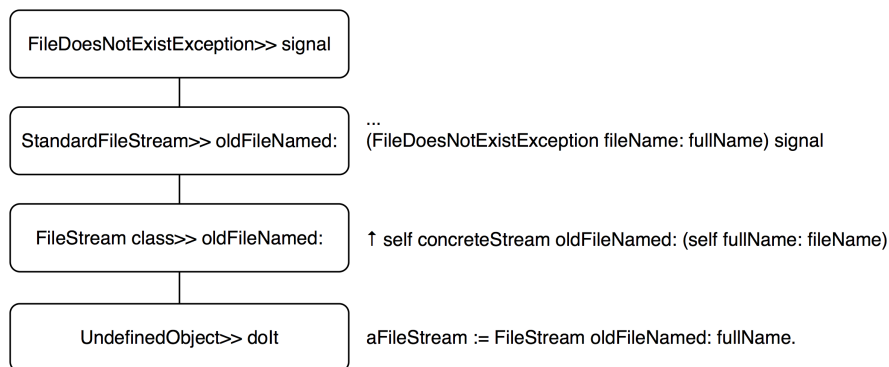 FileDoesNotExistException>> signal
...
StandardFileStream>> oldFileNamed: (FileDoesNotExistException fileName: fullName) signal
FileStream class>> oldFileNamed: ↑ self concreteStream oldFileNamed: (self fullName: fileName)
UndefinedObject>> doIt aFileStream := FileStream oldFileNamed: fullName.